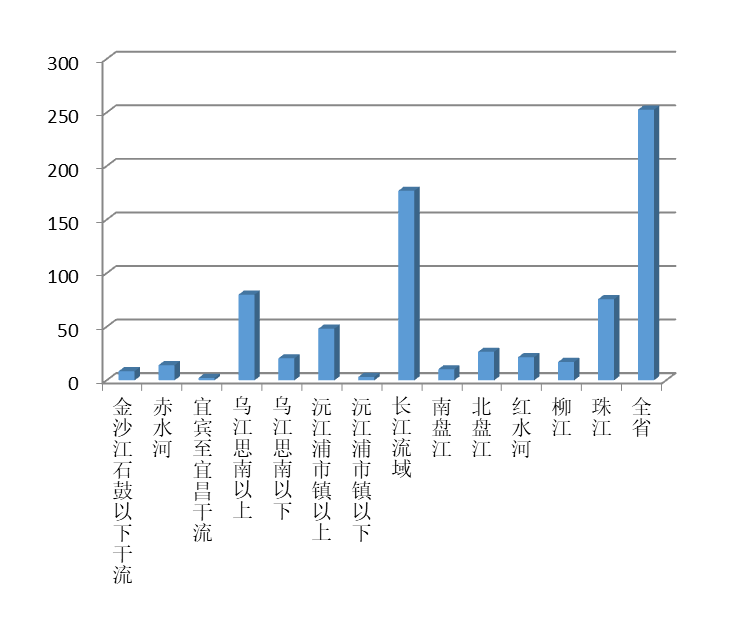 300
250
200
150
100
50
0
金沙江石鼓以下干流
赤水河
宜宾至宜昌干流
乌江思南以上
乌江思南以下
沅江浦市镇以上
沅江浦市镇以下
长江流域
南盘江
北盘江
红水河
柳江
珠江
全省